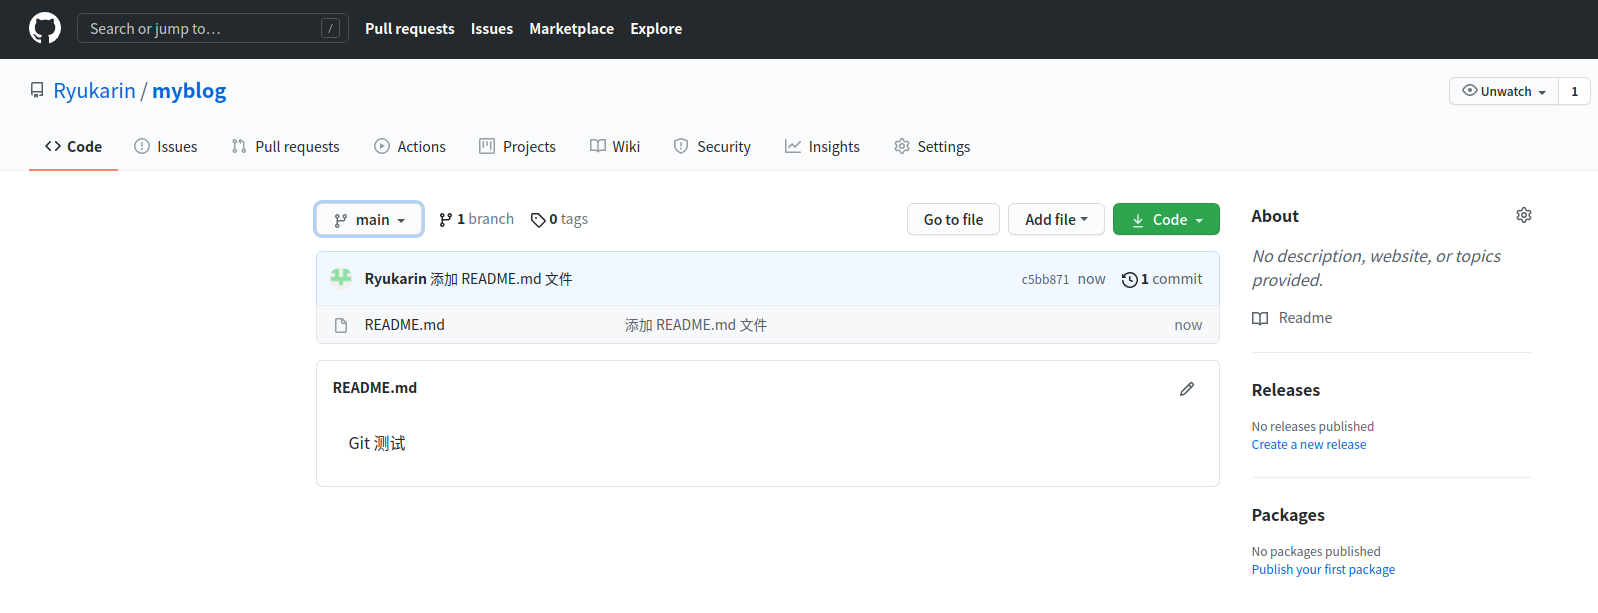 Search or jump to… /
Pull requests Issues Marketplace Explore
Ryukarin / myblog
Unwatch 1
Code Issues Pull requests Actions Projects Wiki Security Insights Settings
main 1 branch 0 tags
Go to file Add file Code
Ryukarin 添加 README.md 文件 c5bb871 now 1 commit
README.md 添加 README.md 文件 now
README.md
Git 测试
About
No description, website, or topics
provided.
Readme
Releases
No releases published
Create a new release
Packages
No packages published
Publish your first package